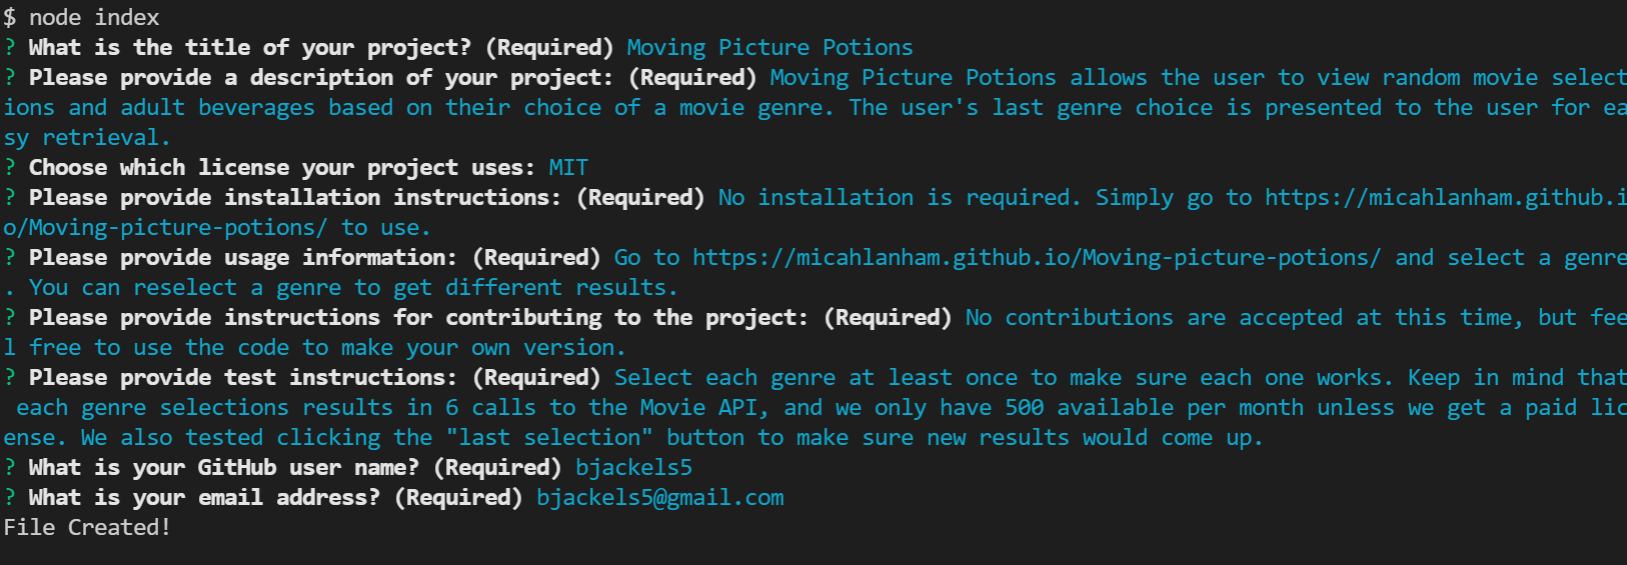 $ node index
? What is the title of your project? (Required) Moving Picture Potions
? Please provide a description of your project: (Required) Moving Picture Potions allows the user to view random movie select
ions and adult beverages based on their choice of a movie genre. The user's last genre choice is presented to the user for ea
sy retrieval.
? Choose which license your project uses: MIT
? Please provide installation instructions: (Required) No installation is required. Simply go to https://micahlanham.github.i
o/Moving-picture-potions/ to use.
? Please provide usage information: (Required) Go to https://micahlanham.github.io/Moving-picture-potions/ and select a genre
. You can reselect a genre to get different results.
? Please provide instructions for contributing to the project: (Required) No contributions are accepted at this time, but fee
l free to use the code to make your own version.
? Please provide test instructions: (Required) Select each genre at least once to make sure each one works. Keep in mind that
 each genre selections results in 6 calls to the Movie API, and we only have 500 available per month unless we get a paid lic
ense. We also tested clicking the "last selection" button to make sure new results would come up.
? What is your GitHub user name? (Required) bjackels5
? What is your email address? (Required) bjackels5@gmail.com
File Created!